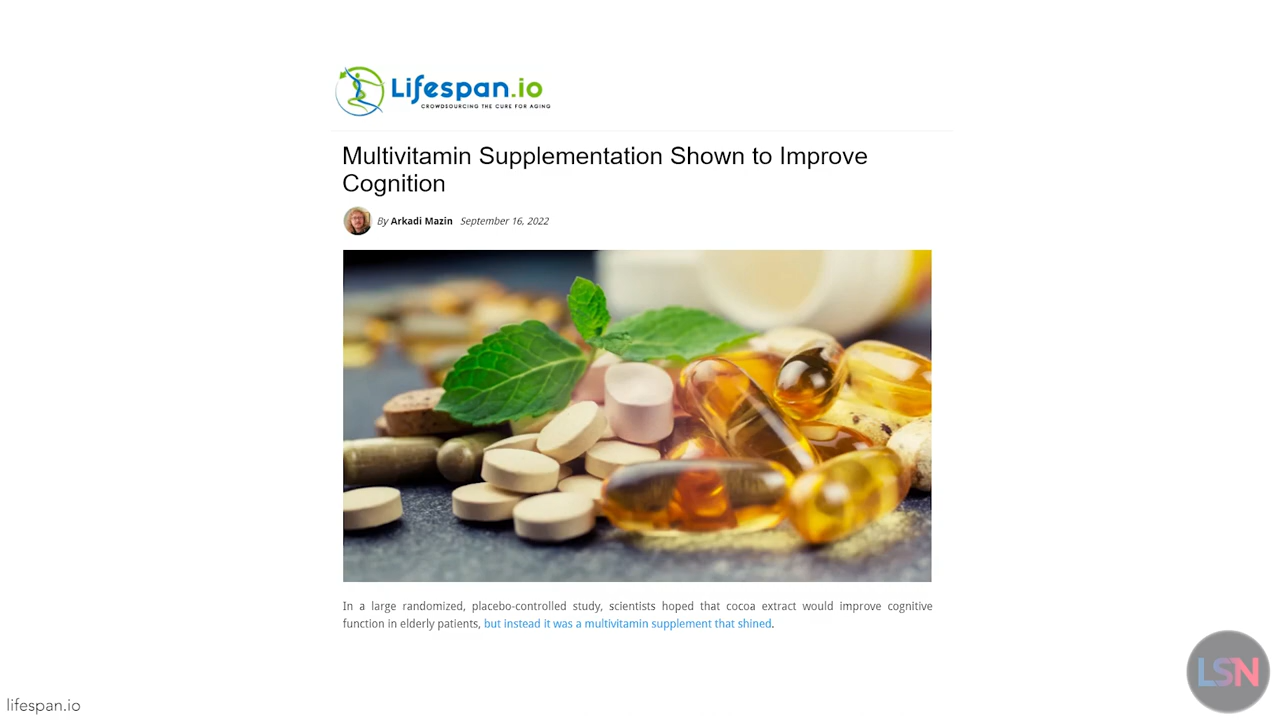 Lifespan.io
CROWDSOURCING THE CURE FOR AGING
Multivitamin Supplementation Shown to Improve
Cognition
By Arkadi Mazin September 16, 2022
In a large randomized, placebo-controlled study, scientists hoped that cocoa extract would improve cognitive
function in elderly patients, but instead it was a multivitamin supplement that shined.
LSN
lifespan.io